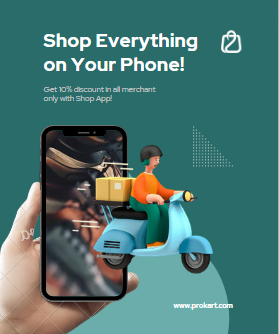 Shop Everything
on Your Phone!
Get 10% discount in all merchant
only with Shop App!
www.prokart.com